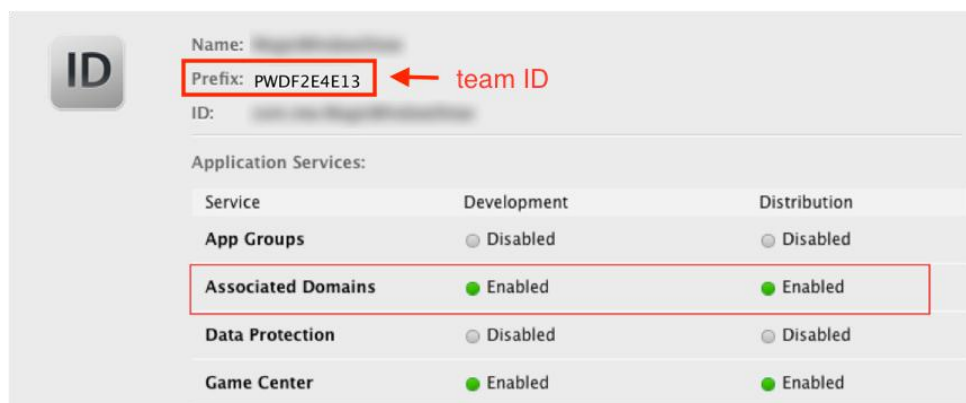 ID
Name:
Prefix: PWDF2E4E13 team ID
ID:
Application Services:
Service Development Distribution
App Groups Disabled Disabled
Associated Domains Enabled Enabled
Data Protection Disabled Disabled
Game Center Enabled Enabled